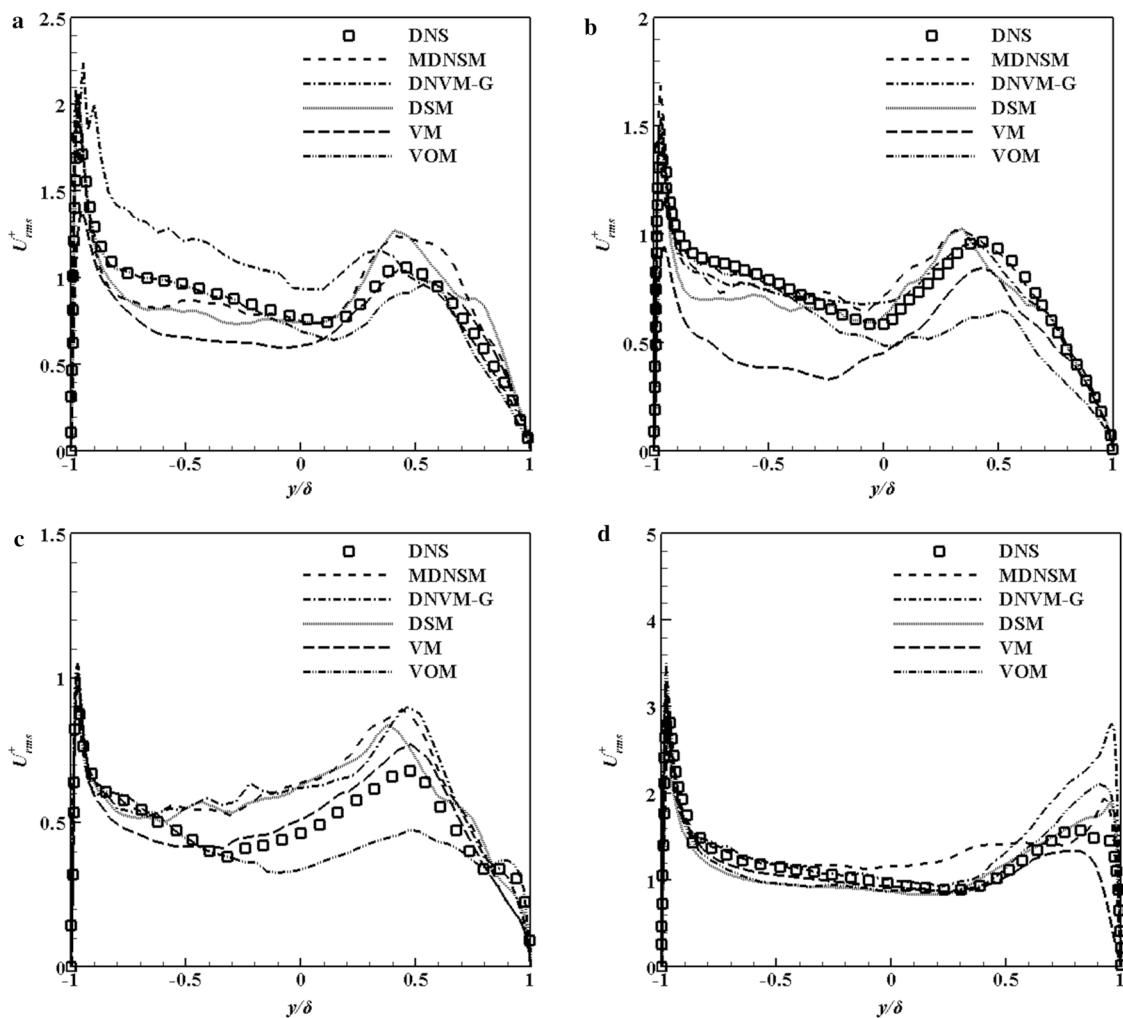 a
2.5
2
1.5
1
0.5
0
-1
-0.5
0
0.5
1
U⁺rms
y/δ
DNS
MDNSM
DNVM-G
DSM
VM
VOM
b
2
1.5
1
0.5
0
-1
-0.5
0
0.5
1
U⁺rms
y/δ
DNS
MDNSM
DNVM-G
DSM
VM
VOM
c
1.5
1
0.5
0
-1
-0.5
0
0.5
1
U⁺rms
y/δ
DNS
MDNSM
DNVM-G
DSM
VM
VOM
d
5
4
3
2
1
0
-1
-0.5
0
0.5
1
U⁺rms
y/δ
DNS
MDNSM
DNVM-G
DSM
VM
VOM